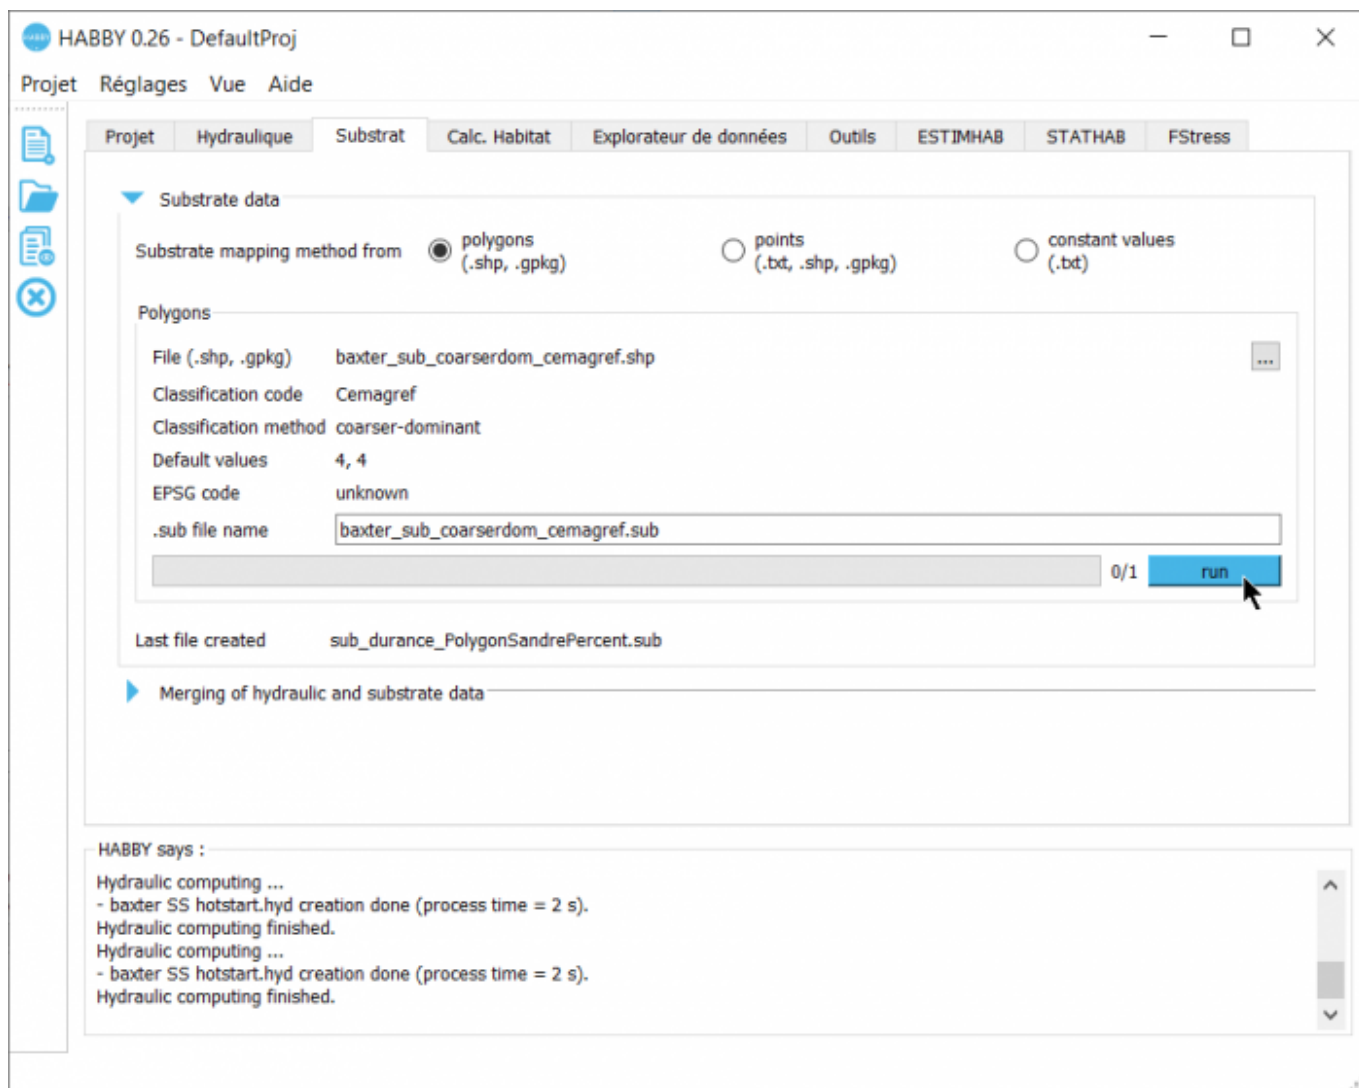 HABBY 0.26 - DefaultProj
Projet Réglages Vue Aide
Projet Hydraulique Substrat Calc. Habitat Explorateur de données Outils ESTIMHAB STATHAB FStress
Substrate data
Substrate mapping method from
polygons
(.shp, .gpkg)
points
(.txt, .shp, .gpkg)
constant values
(.txt)
Polygons
File (.shp, .gpkg) baxter_sub_coarserdom_cemagref.shp ...
Classification code Cemagref
Classification method coarser-dominant
Default values 4, 4
EPSG code unknown
.sub file name baxter_sub_coarserdom_cemagref.sub
0/1 run
Last file created sub_durance_PolygonSandrePercent.sub
Merging of hydraulic and substrate data
HABBY says :
Hydraulic computing ...
- baxter SS hotstart.hyd creation done (process time = 2 s).
Hydraulic computing finished.
Hydraulic computing ...
- baxter SS hotstart.hyd creation done (process time = 2 s).
Hydraulic computing finished.